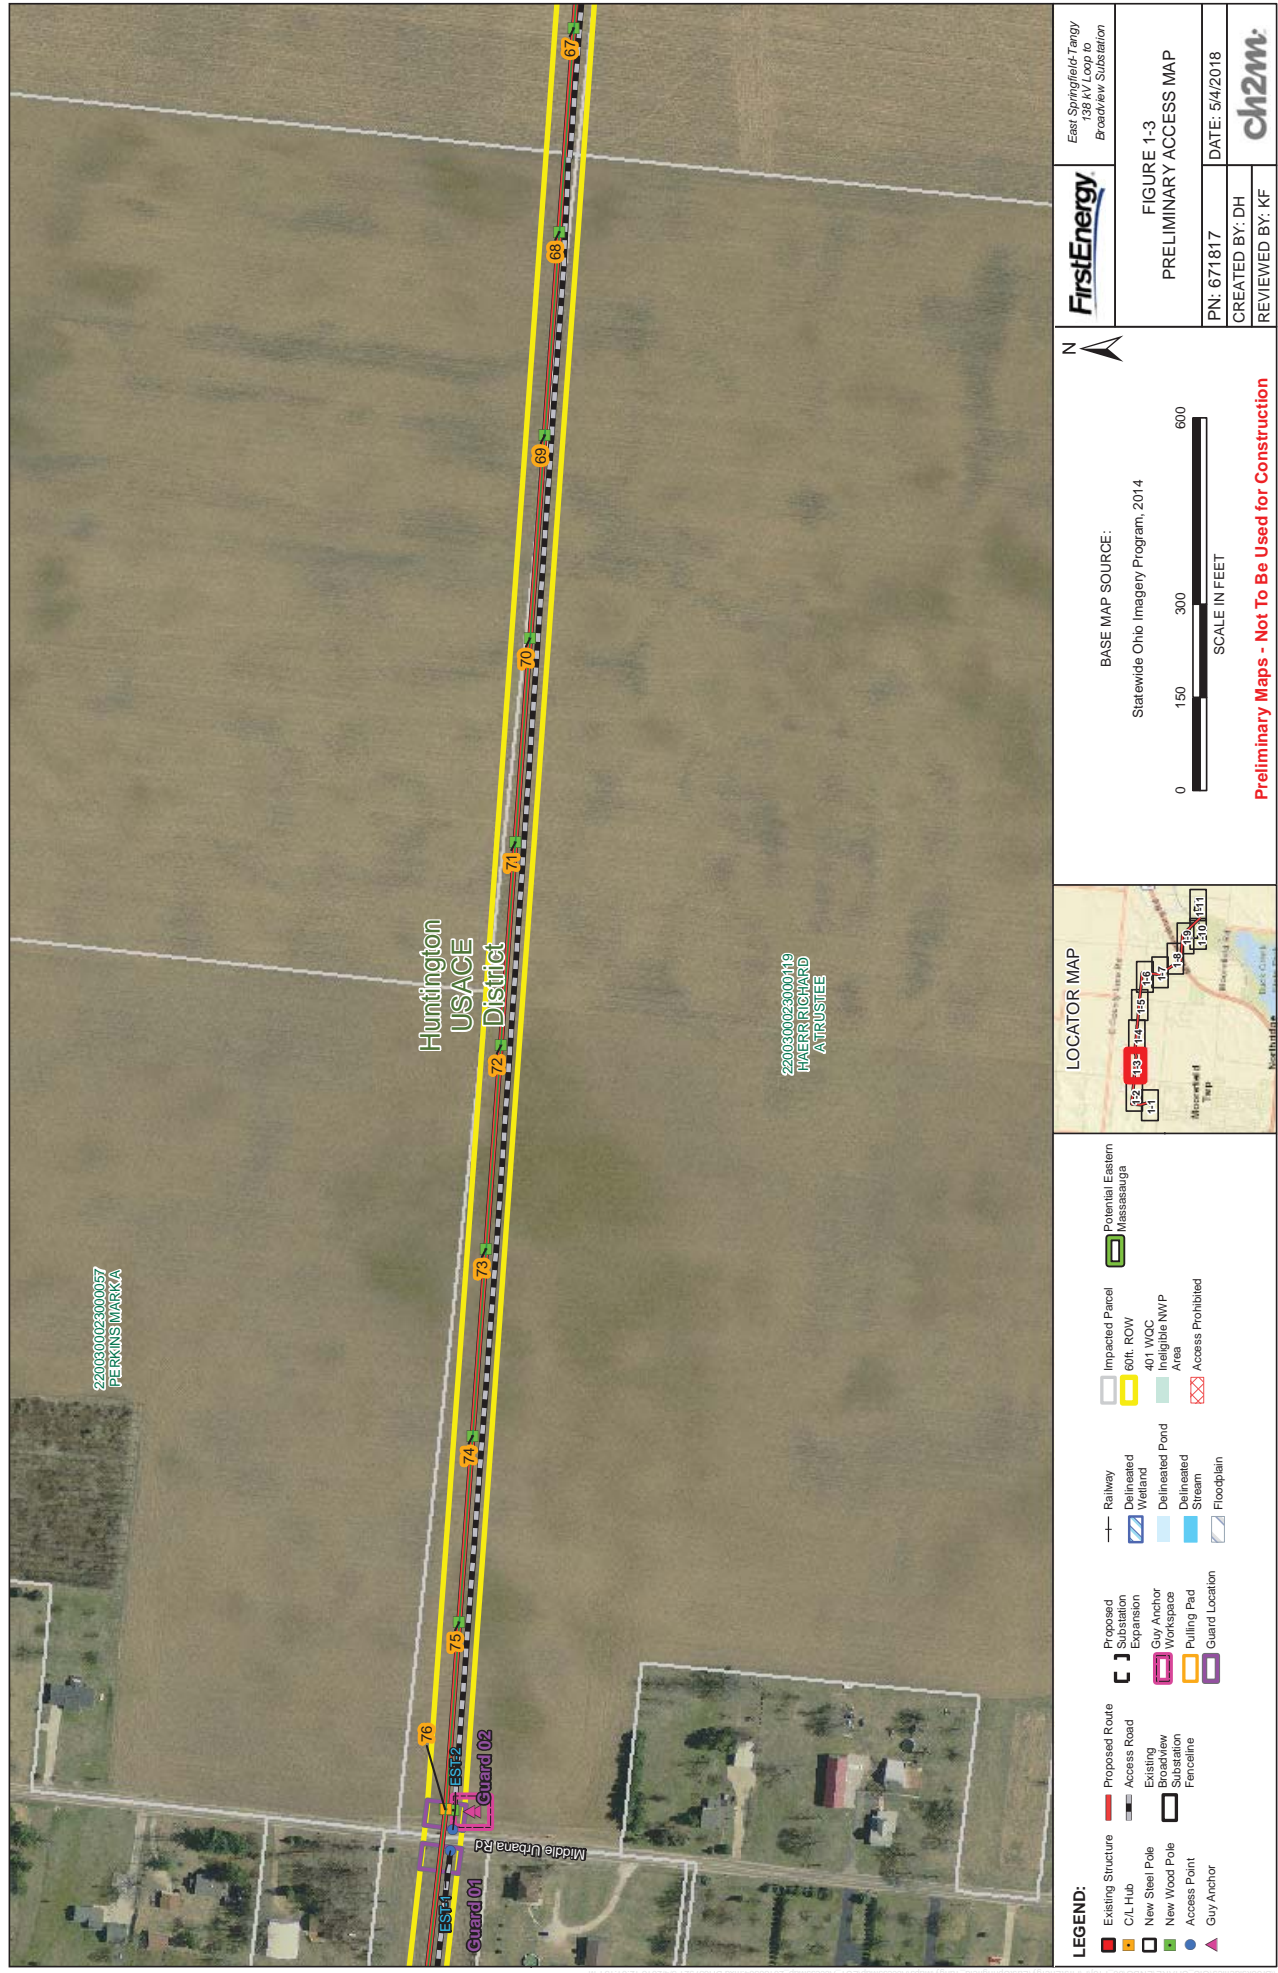 2200300023000057
PERKINS MARK A
Huntington
USACE
District
2200300023000119
HAERR RICHARD
A TRUSTEE
76
75
74
73
72
71
70
69
68
67
EST-1
EST-2
Guard 01
Guard 02
Middle Urbana Rd
LEGEND:
Existing Structure
C/L Hub
New Steel Pole
New Wood Pole
Access Point
Guy Anchor
Proposed Route
Access Road
Existing
Broadview
Substation
Fenceline
Proposed
Substation
Expansion
Guy Anchor
Workspace
Pulling Pad
Guard Location
Railway
Delineated
Wetland
Delineated Pond
Delineated
Stream
Floodplain
Impacted Parcel
60ft. ROW
401 WQC
Ineligible NWP
Area
Access Prohibited
Potential Eastern
Massasauga
LOCATOR MAP
1-1
1-2
1-3
1-4
1-5
1-6
1-7
1-8
1-9
1-10
1-11
Moorefield
Twp
Northridge
BASE MAP SOURCE:
Statewide Ohio Imagery Program, 2014
0 150 300 600
SCALE IN FEET
Preliminary Maps - Not To Be Used for Construction
N
FirstEnergy
East Springfield-Tangy
138 kV Loop to
Broadview Substation
FIGURE 1-3
PRELIMINARY ACCESS MAP
PN: 671817
DATE: 5/4/2018
CREATED BY: DH
REVIEWED BY: KF
ch2m